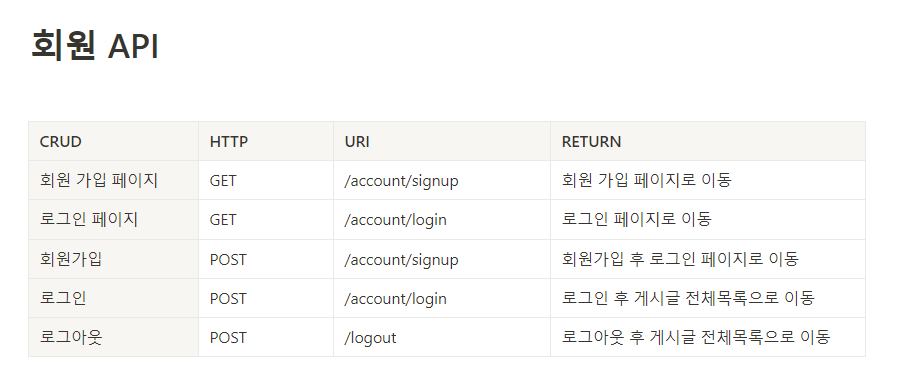 회원 API
CRUD HTTP URI RETURN
회원 가입 페이지 GET /account/signup 회원 가입 페이지로 이동
로그인 페이지 GET /account/login 로그인 페이지로 이동
회원가입 POST /account/signup 회원가입 후 로그인 페이지로 이동
로그인 POST /account/login 로그인 후 게시글 전체목록으로 이동
로그아웃 POST /logout 로그아웃 후 게시글 전체목록으로 이동